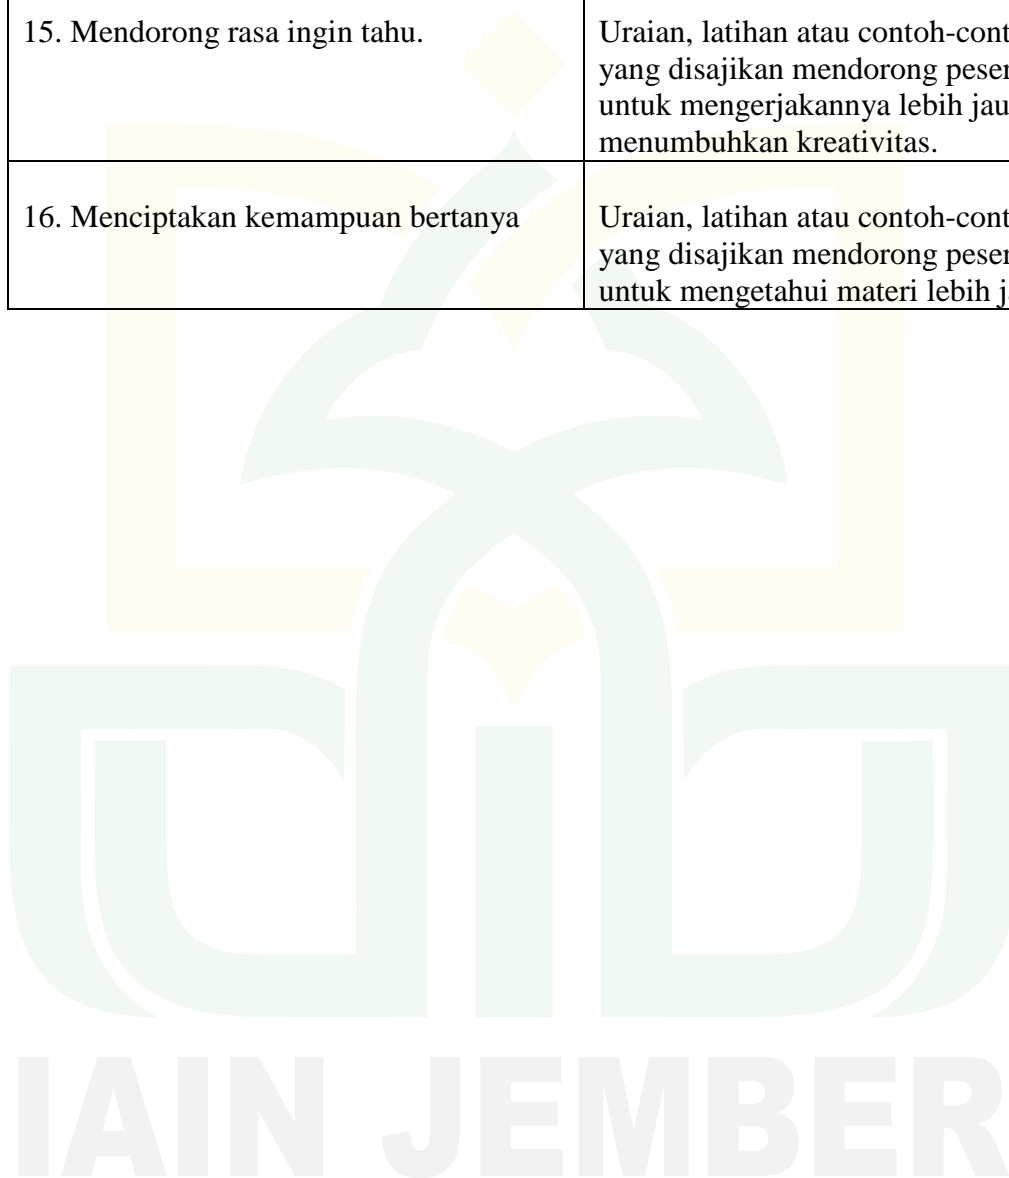 15. Mendorong rasa ingin tahu.
Uraian, latihan atau contoh-cont
yang disajikan mendorong peser
untuk mengerjakannya lebih jau
menumbuhkan kreativitas.
16. Menciptakan kemampuan bertanya
Uraian, latihan atau contoh-cont
yang disajikan mendorong peser
untuk mengetahui materi lebih j
IAIN JEMBER